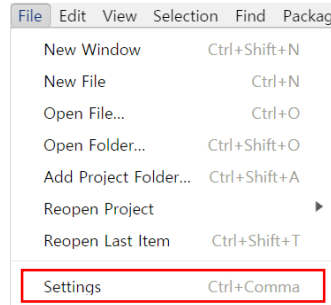 File Edit View Selection Find Packag
New Window Ctrl+Shift+N
New File Ctrl+N
Open File... Ctrl+O
Open Folder... Ctrl+Shift+O
Add Project Folder... Ctrl+Shift+A
Reopen Project
Reopen Last Item Ctrl+Shift+T
Settings Ctrl+Comma